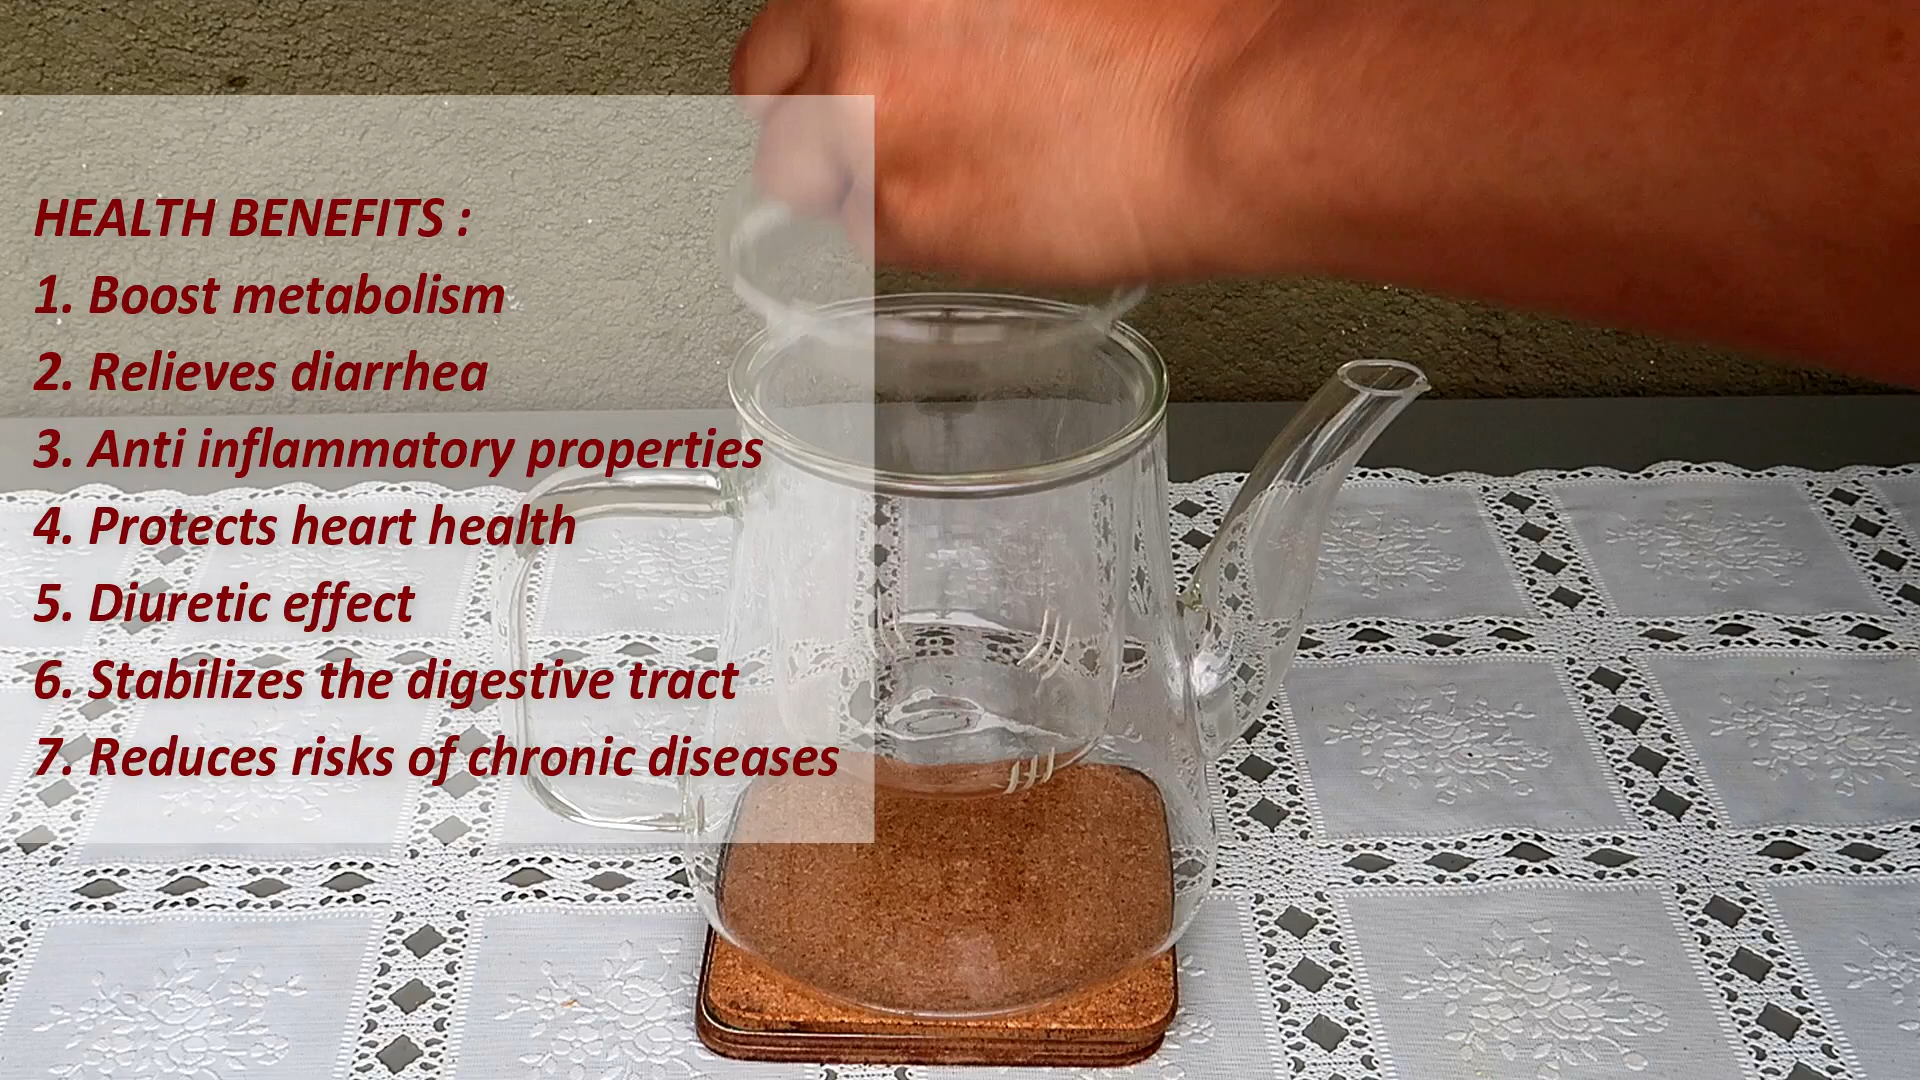 HEALTH BENEFITS :
1. Boost metabolism
2. Relieves diarrhea
3. Anti inflammatory properties
4. Protects heart health
5. Diuretic effect
6. Stabilizes the digestive tract
7. Reduces risks of chronic diseases